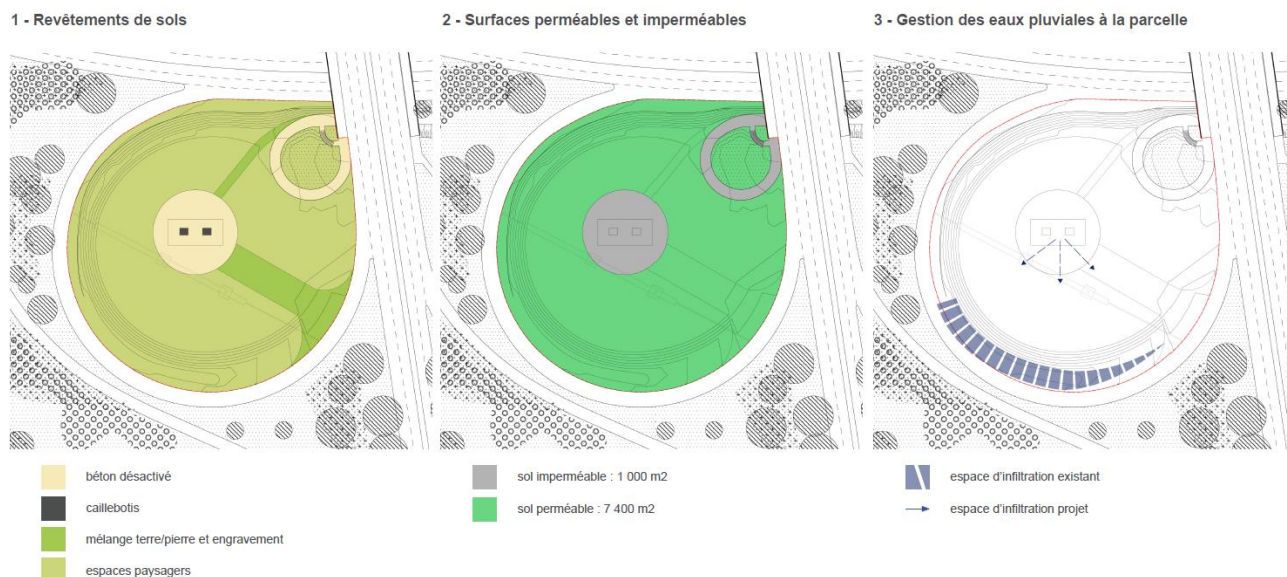 1 - Revêtements de sols
2 - Surfaces perméables et imperméables
3 - Gestion des eaux pluviales à la parcelle
béton désactivé
caillebotis
mélange terre/pierre et engravement
espaces paysagers
sol imperméable : 1 000 m2
sol perméable : 7 400 m2
espace d'infiltration existant
espace d'infiltration projet